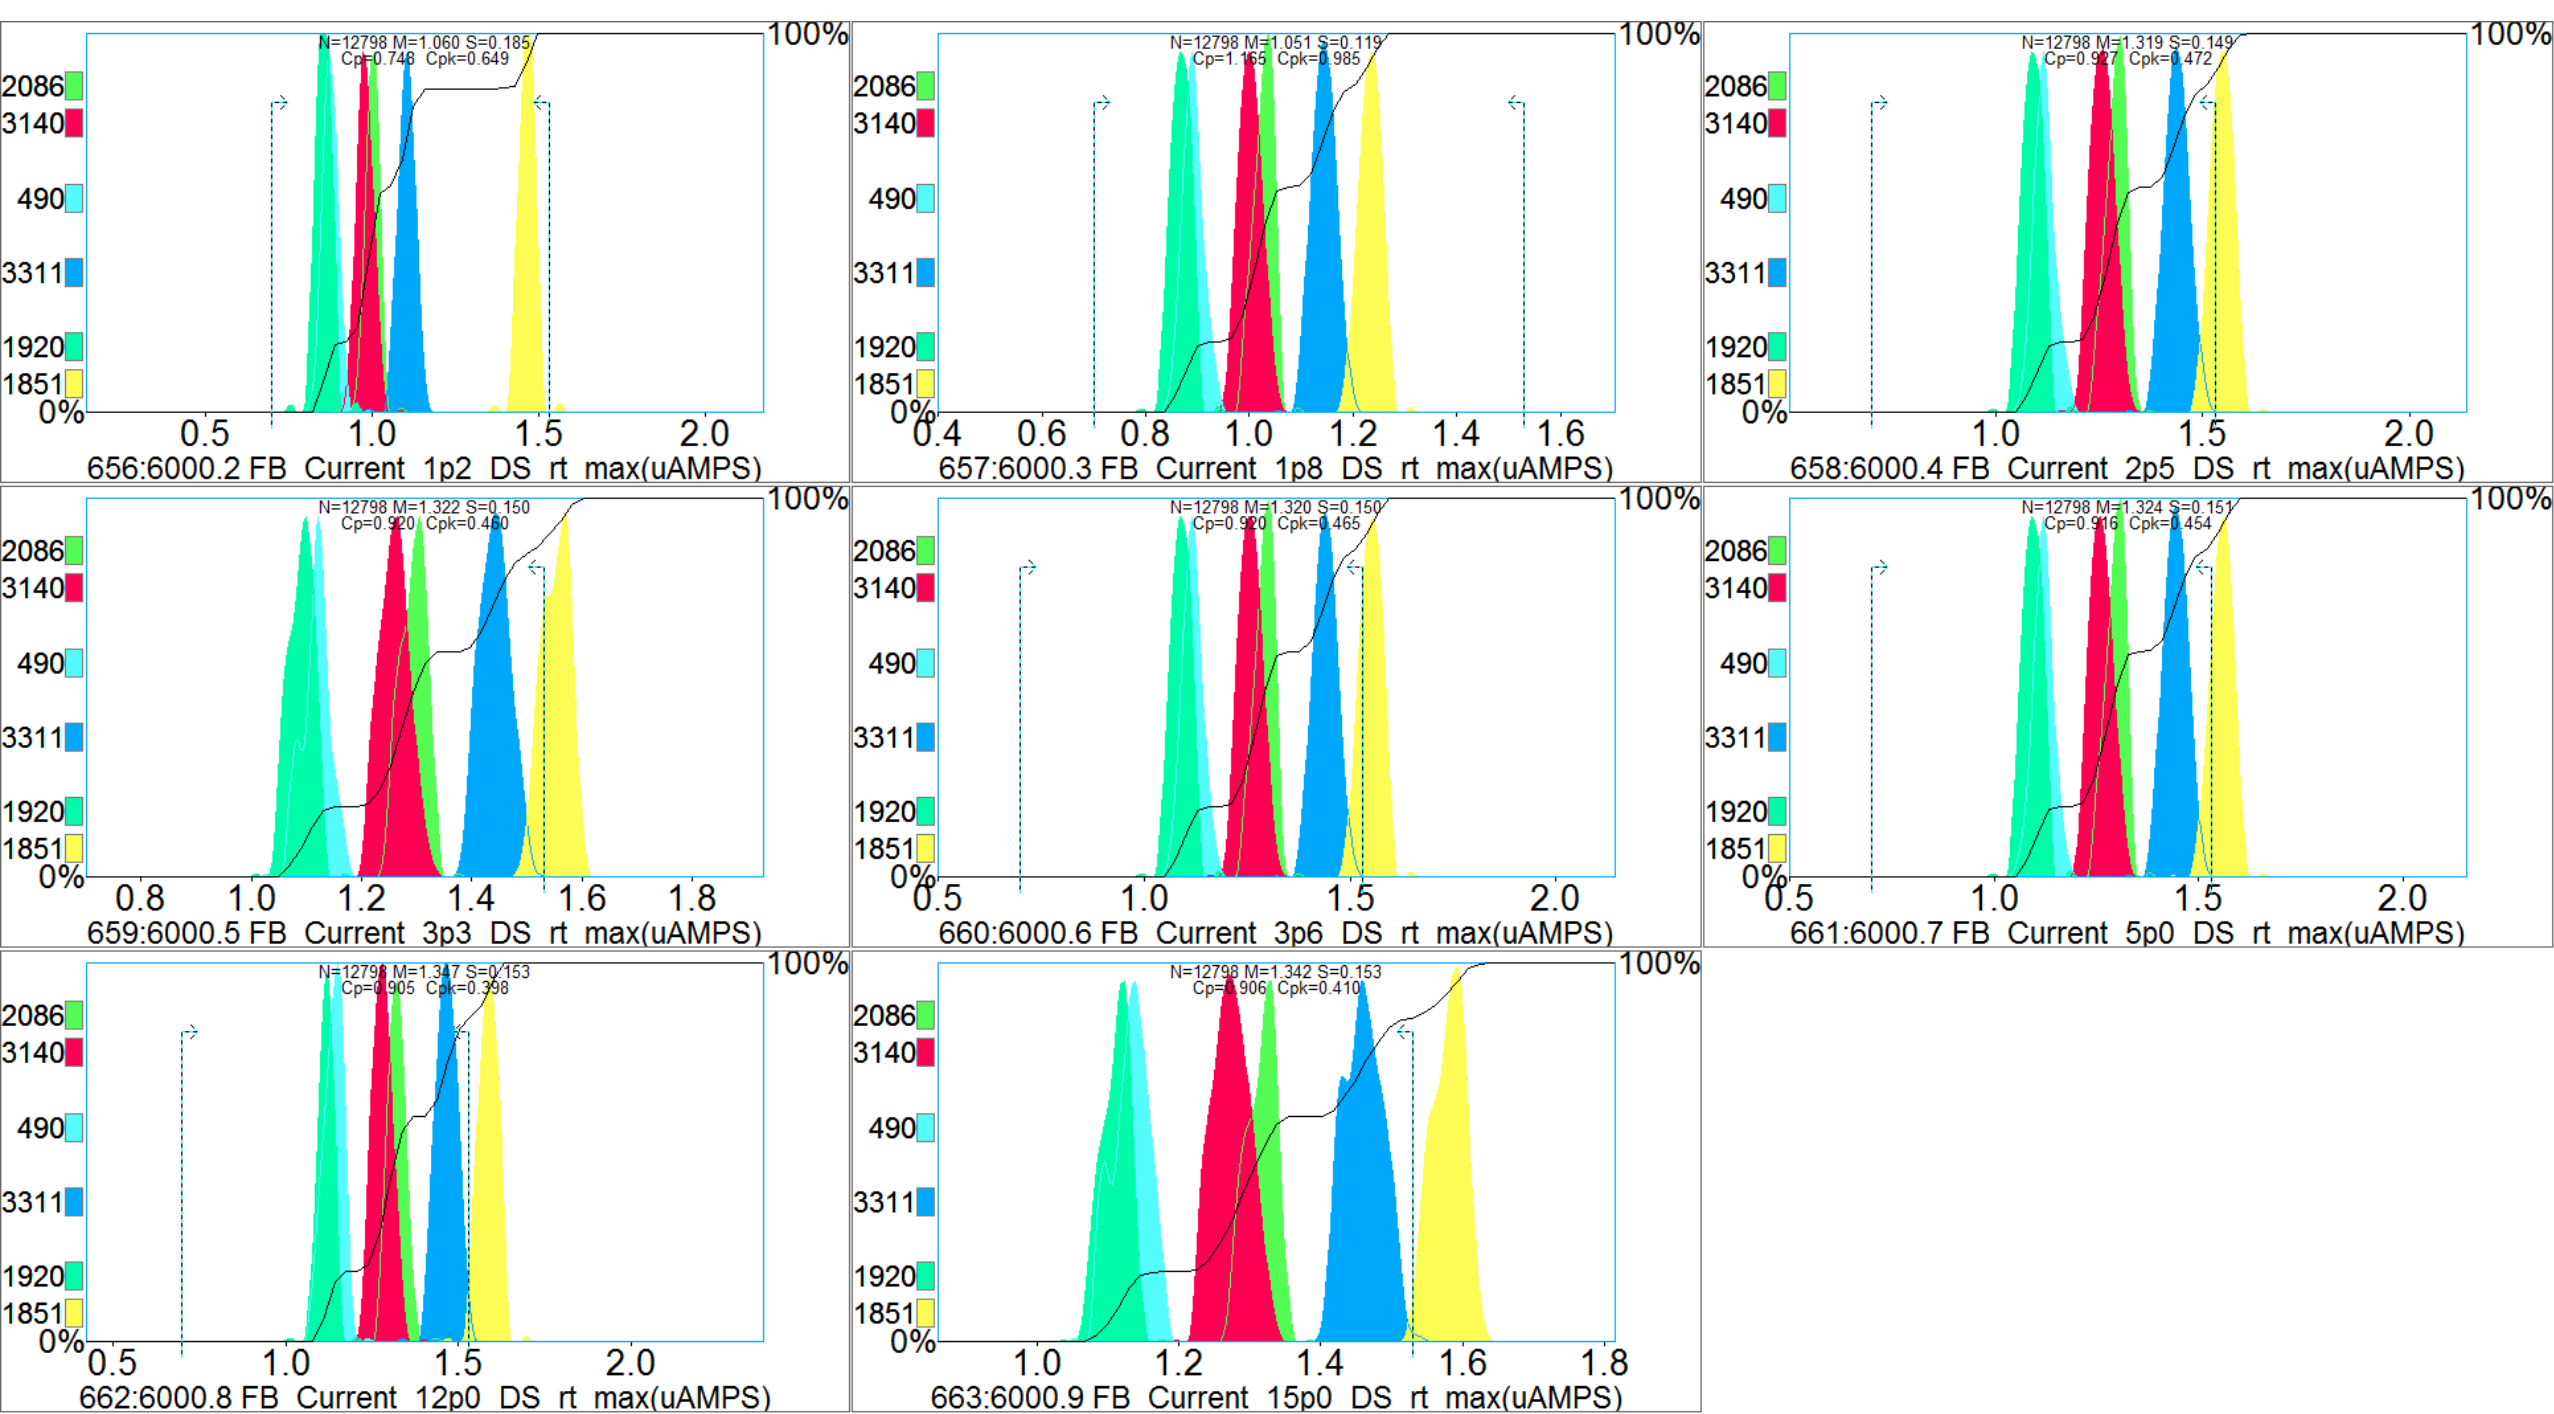 N=12798 M=1.060 S=0.185
Cp=0.748 Cpk=0.649
100%
2086
3140
490
3311
1920
1851
0%
0.5 1.0 1.5 2.0
656:6000.2 FB Current 1p2 DS rt max(uAMPS)
N=12798 M=1.051 S=0.119
Cp=1.165 Cpk=0.985
100%
2086
3140
490
3311
1920
1851
0%
0.4 0.6 0.8 1.0 1.2 1.4 1.6
657:6000.3 FB Current 1p8 DS rt max(uAMPS)
N=12798 M=1.319 S=0.149
Cp=0.927 Cpk=0.472
100%
2086
3140
490
3311
1920
1851
0%
1.0 1.5 2.0
658:6000.4 FB Current 2p5 DS rt max(uAMPS)
N=12798 M=1.322 S=0.150
Cp=0.920 Cpk=0.460
100%
2086
3140
490
3311
1920
1851
0%
0.8 1.0 1.2 1.4 1.6 1.8
659:6000.5 FB Current 3p3 DS rt max(uAMPS)
N=12798 M=1.320 S=0.150
Cp=0.920 Cpk=0.465
100%
2086
3140
490
3311
1920
1851
0%
0.5 1.0 1.5 2.0
660:6000.6 FB Current 3p6 DS rt max(uAMPS)
N=12798 M=1.324 S=0.151
Cp=0.916 Cpk=0.454
100%
2086
3140
490
3311
1920
1851
0%
0.5 1.0 1.5 2.0
661:6000.7 FB Current 5p0 DS rt max(uAMPS)
N=12798 M=1.347 S=0.153
Cp=0.905 Cpk=0.398
100%
2086
3140
490
3311
1920
1851
0%
0.5 1.0 1.5 2.0
662:6000.8 FB Current 12p0 DS rt max(uAMPS)
N=12798 M=1.342 S=0.153
Cp=0.906 Cpk=0.410
100%
2086
3140
490
3311
1920
1851
0%
1.0 1.2 1.4 1.6 1.8
663:6000.9 FB Current 15p0 DS rt max(uAMPS)